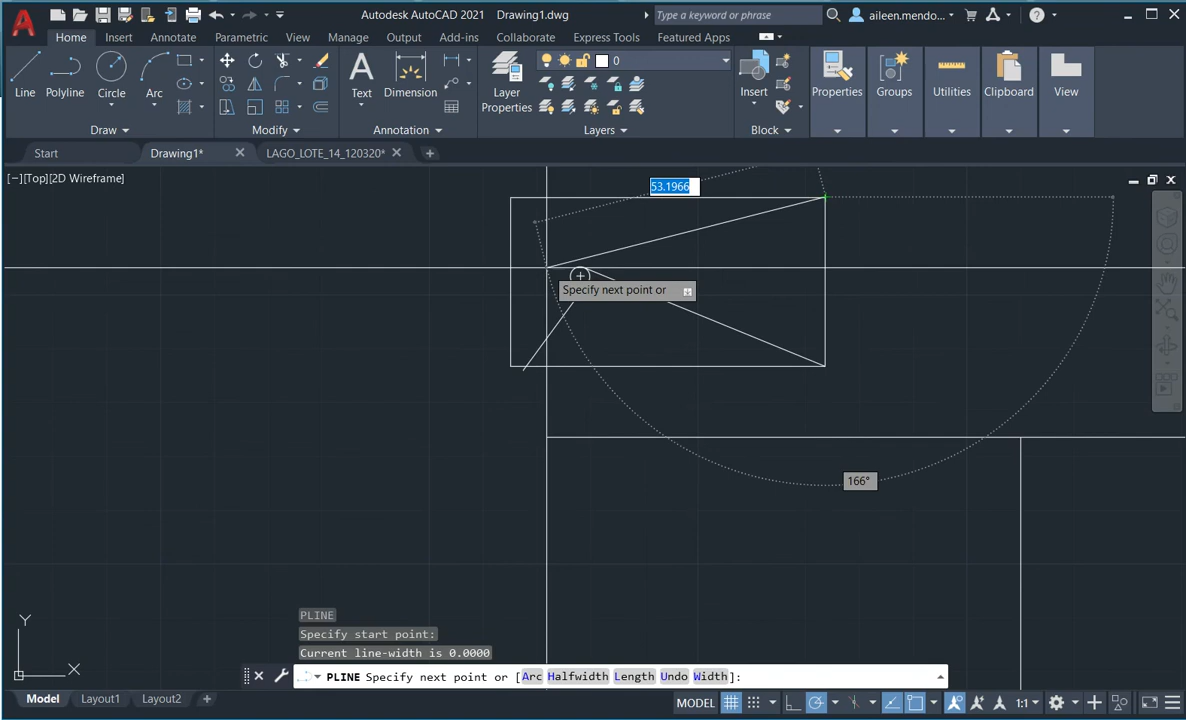 Autodesk AutoCAD 2021 Drawing1.dwg Type a keyword or phrase aileen.mendo...
Home Insert Annotate Parametric View Manage Output Add-ins Collaborate Express Tools Featured Apps
0
Line Polyline Circle Arc Text Dimension Layer Properties Insert Properties Groups Utilities Clipboard View
Draw Modify Annotation Layers Block
Start Drawing1* LAGO_LOTE_14_120320*
[−][Top][2D Wireframe]
53.1966
Specify next point or
166°
Y
X
PLINE
Specify start point:
Current line-width is 0.0000
PLINE Specify next point or [Arc Halfwidth Length Undo Width]:
Model Layout1 Layout2 MODEL 1:1